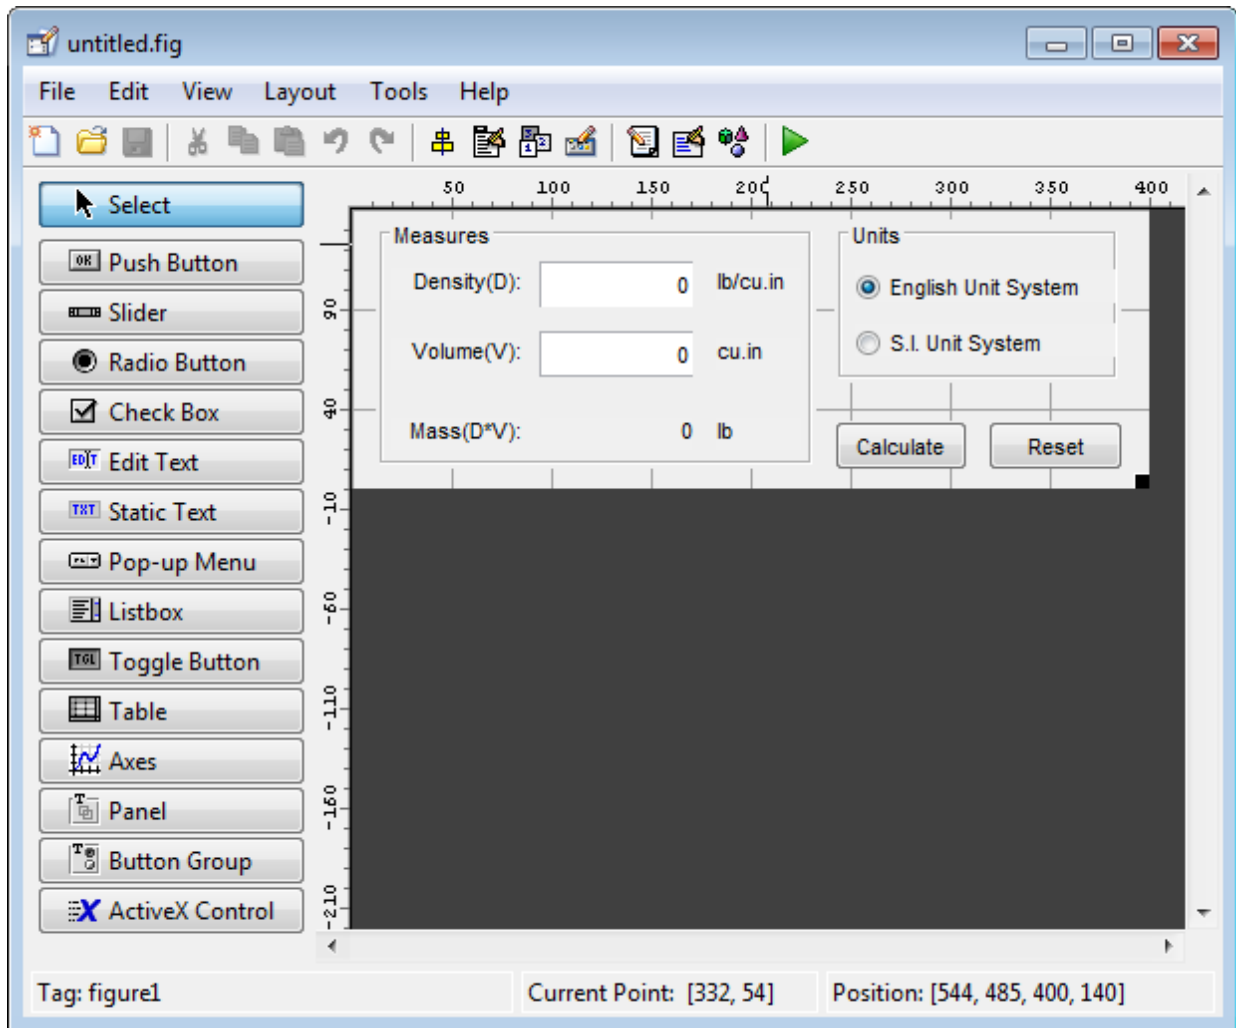 untitled.fig
File Edit View Layout Tools Help
Select
Push Button
Slider
Radio Button
Check Box
Edit Text
Static Text
Pop-up Menu
Listbox
Toggle Button
Table
Axes
Panel
Button Group
ActiveX Control
50 100 150 200 250 300 350 400
90
40
-10
-60
-110
-160
-210
Measures
Density(D): 0 lb/cu.in
Volume(V): 0 cu.in
Mass(D*V): 0 lb
Units
English Unit System
S.I. Unit System
Calculate Reset
Tag: figure1 Current Point: [332, 54] Position: [544, 485, 400, 140]